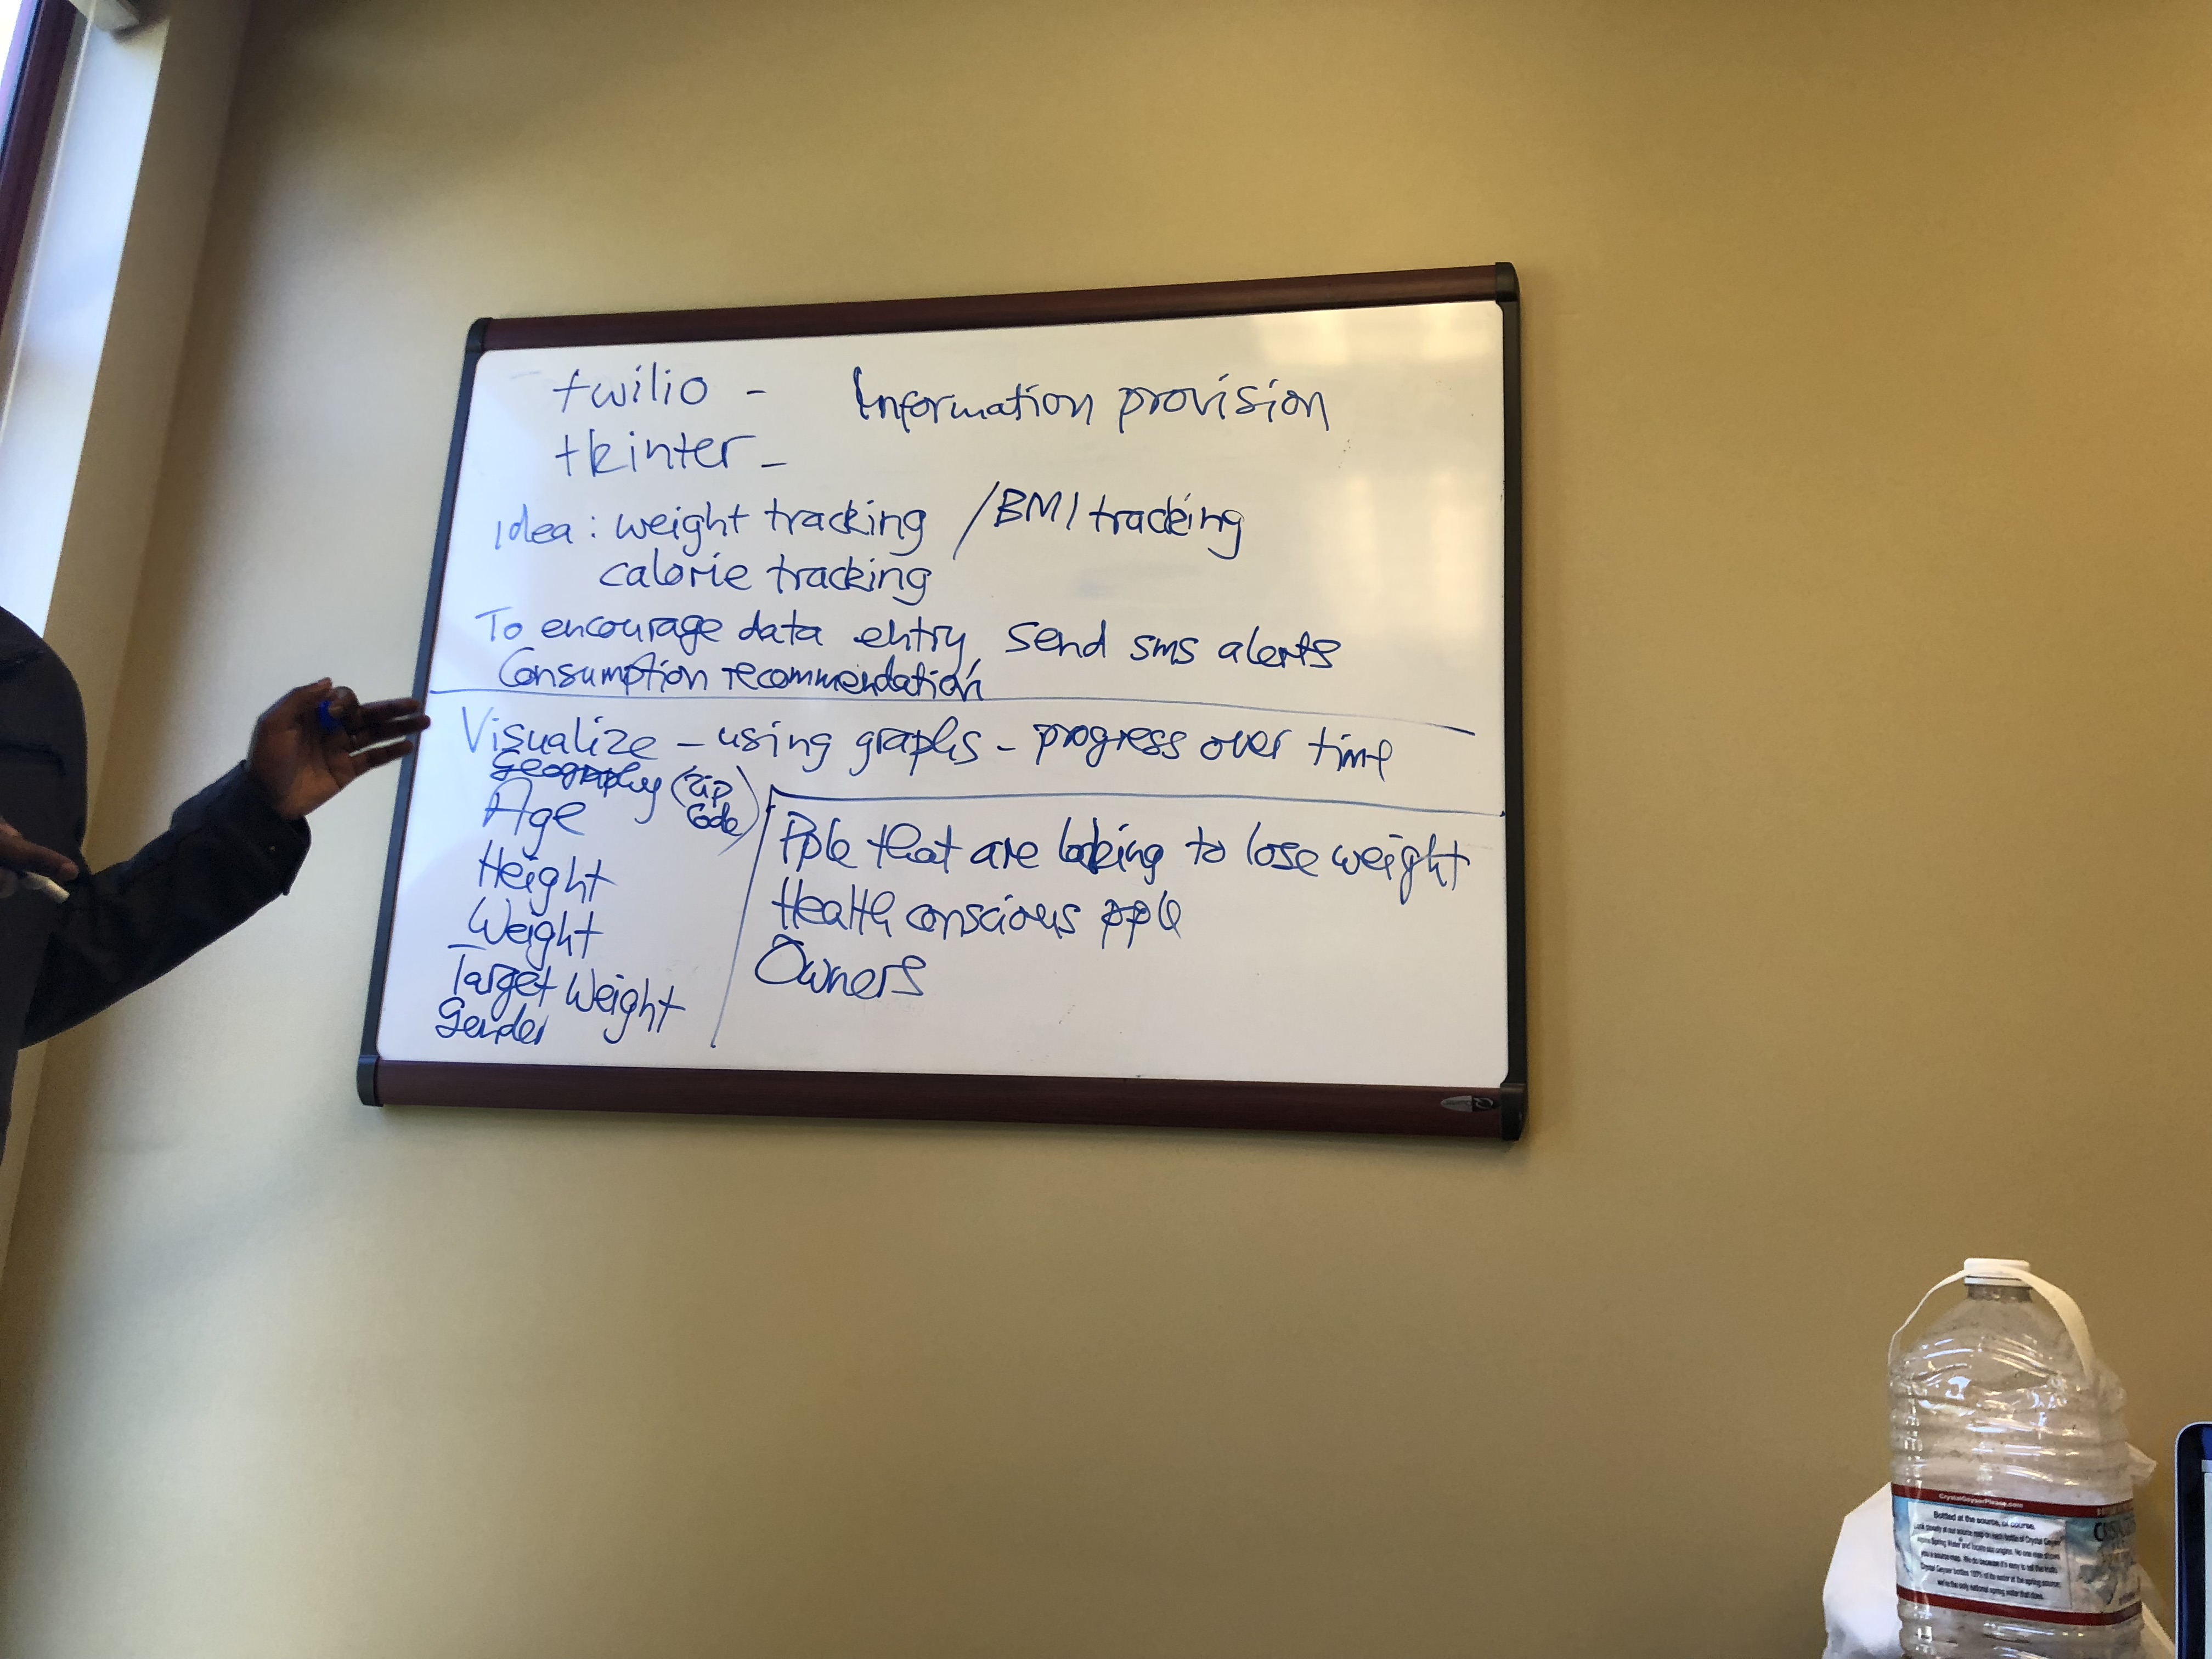 twilio - Information provision
tkinter -
Idea: weight tracking / BMI tracking
calorie tracking
To encourage data entry, send sms alerts
Consumption recommendation
Visualize - using graphs - progress over time
Geography (Zip Code)
Age
Height
Weight
Target Weight
Gender
Pple that are looking to lose weight
Health conscious pple
Owners
CrystalGeyserPlease.com
Bottled at the source, of course.